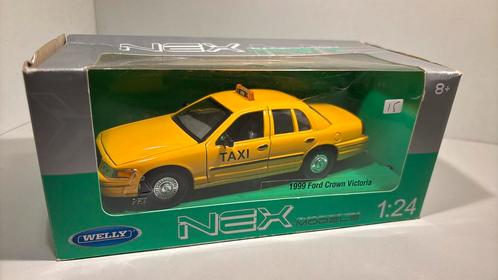 NEX
8+
15
TAXI
1999 Ford Crown Victoria
WELLY
NEX
MODELS
1:24